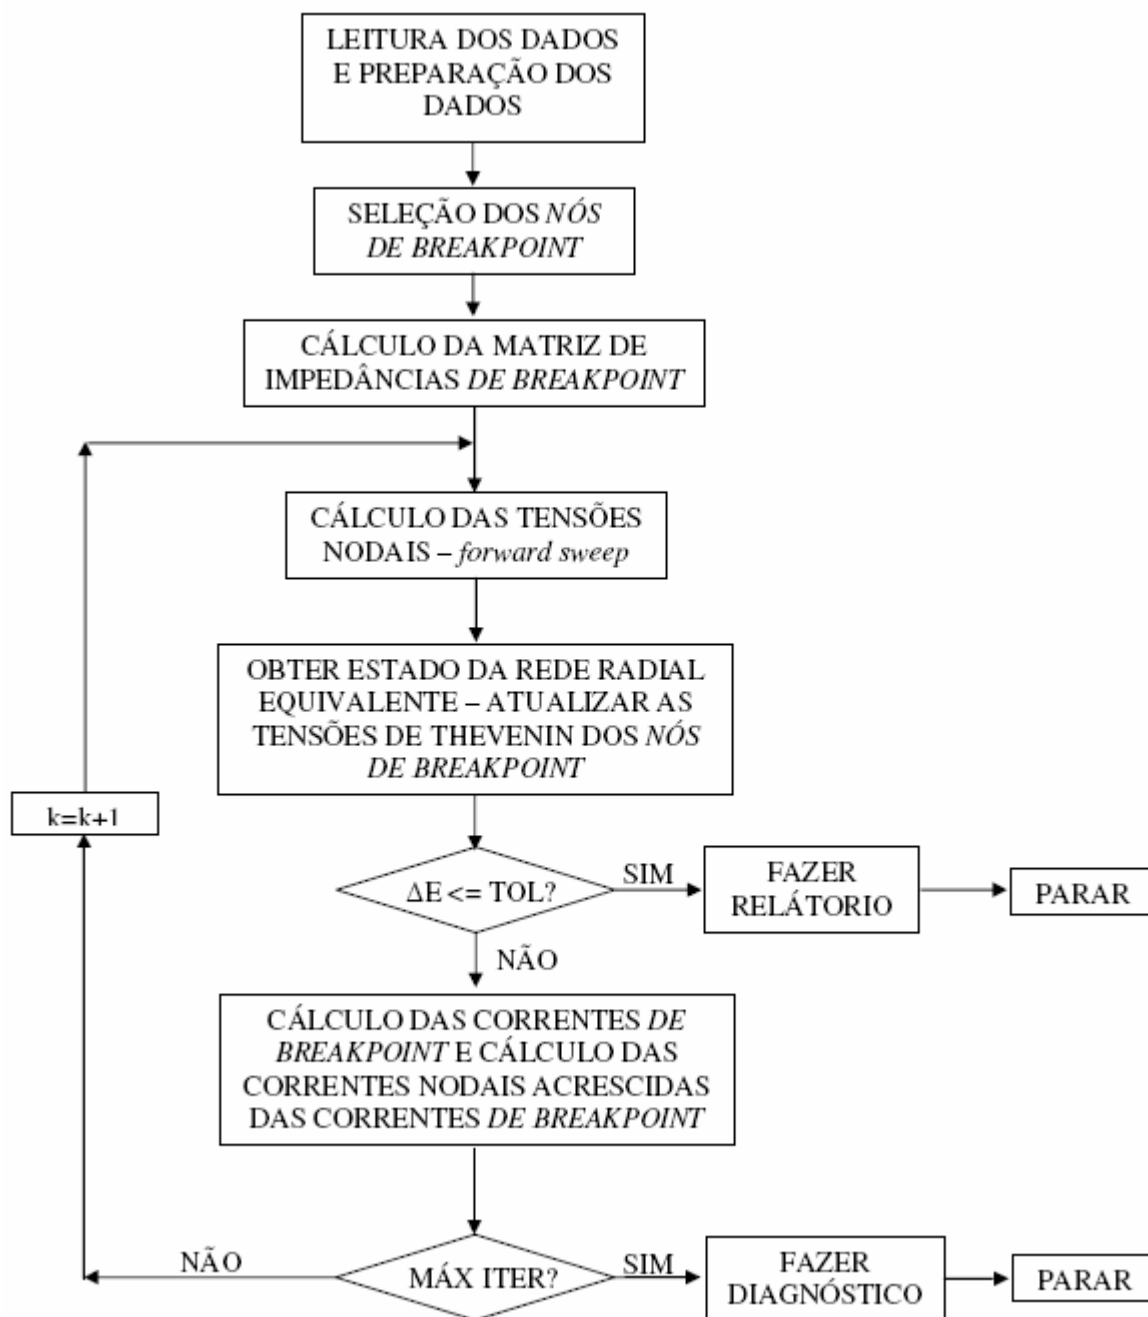 LEITURA DOS DADOS
E PREPARAÇÃO DOS
DADOS
SELEÇÃO DOS NÓS
DE BREAKPOINT
CÁLCULO DA MATRIZ DE
IMPEDÂNCIAS DE BREAKPOINT
CÁLCULO DAS TENSÕES
NODAIS – forward sweep
OBTER ESTADO DA REDE RADIAL
EQUIVALENTE – ATUALIZAR AS
TENSÕES DE THEVENIN DOS NÓS
DE BREAKPOINT
k=k+1
ΔE <= TOL?
SIM
FAZER
RELÁTORIO
PARAR
NÃO
CÁLCULO DAS CORRENTES DE
BREAKPOINT E CÁLCULO DAS
CORRENTES NODAIS ACRESCIDAS
DAS CORRENTES DE BREAKPOINT
NÃO
MÁX ITER?
SIM
FAZER
DIAGNÓSTICO
PARAR